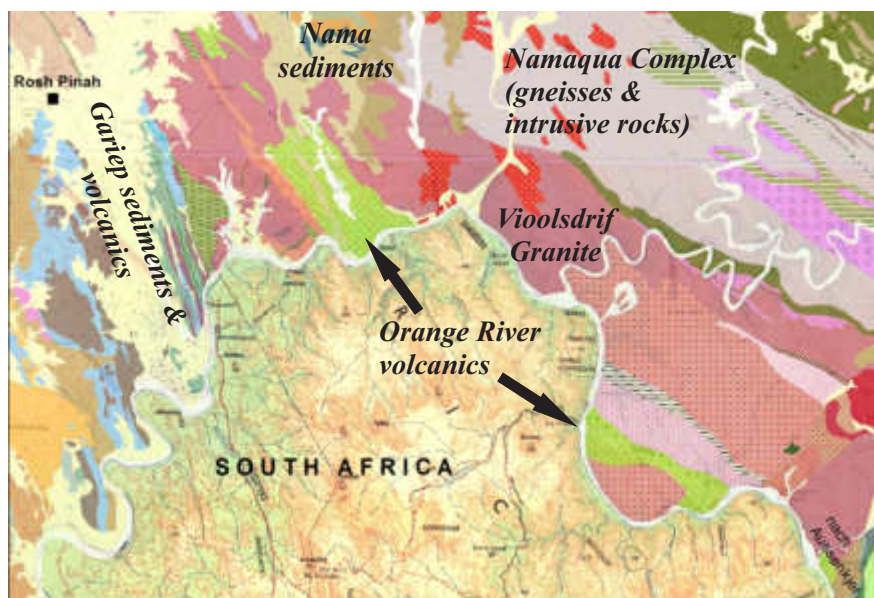 Nama
sediments
Namaqua Complex
(gneisses &
intrusive rocks)
Rosh Pinah
Gariep sediments &
volcanics
Vioolsdrif
Granite
Orange River
volcanics
SOUTH AFRICA
nach